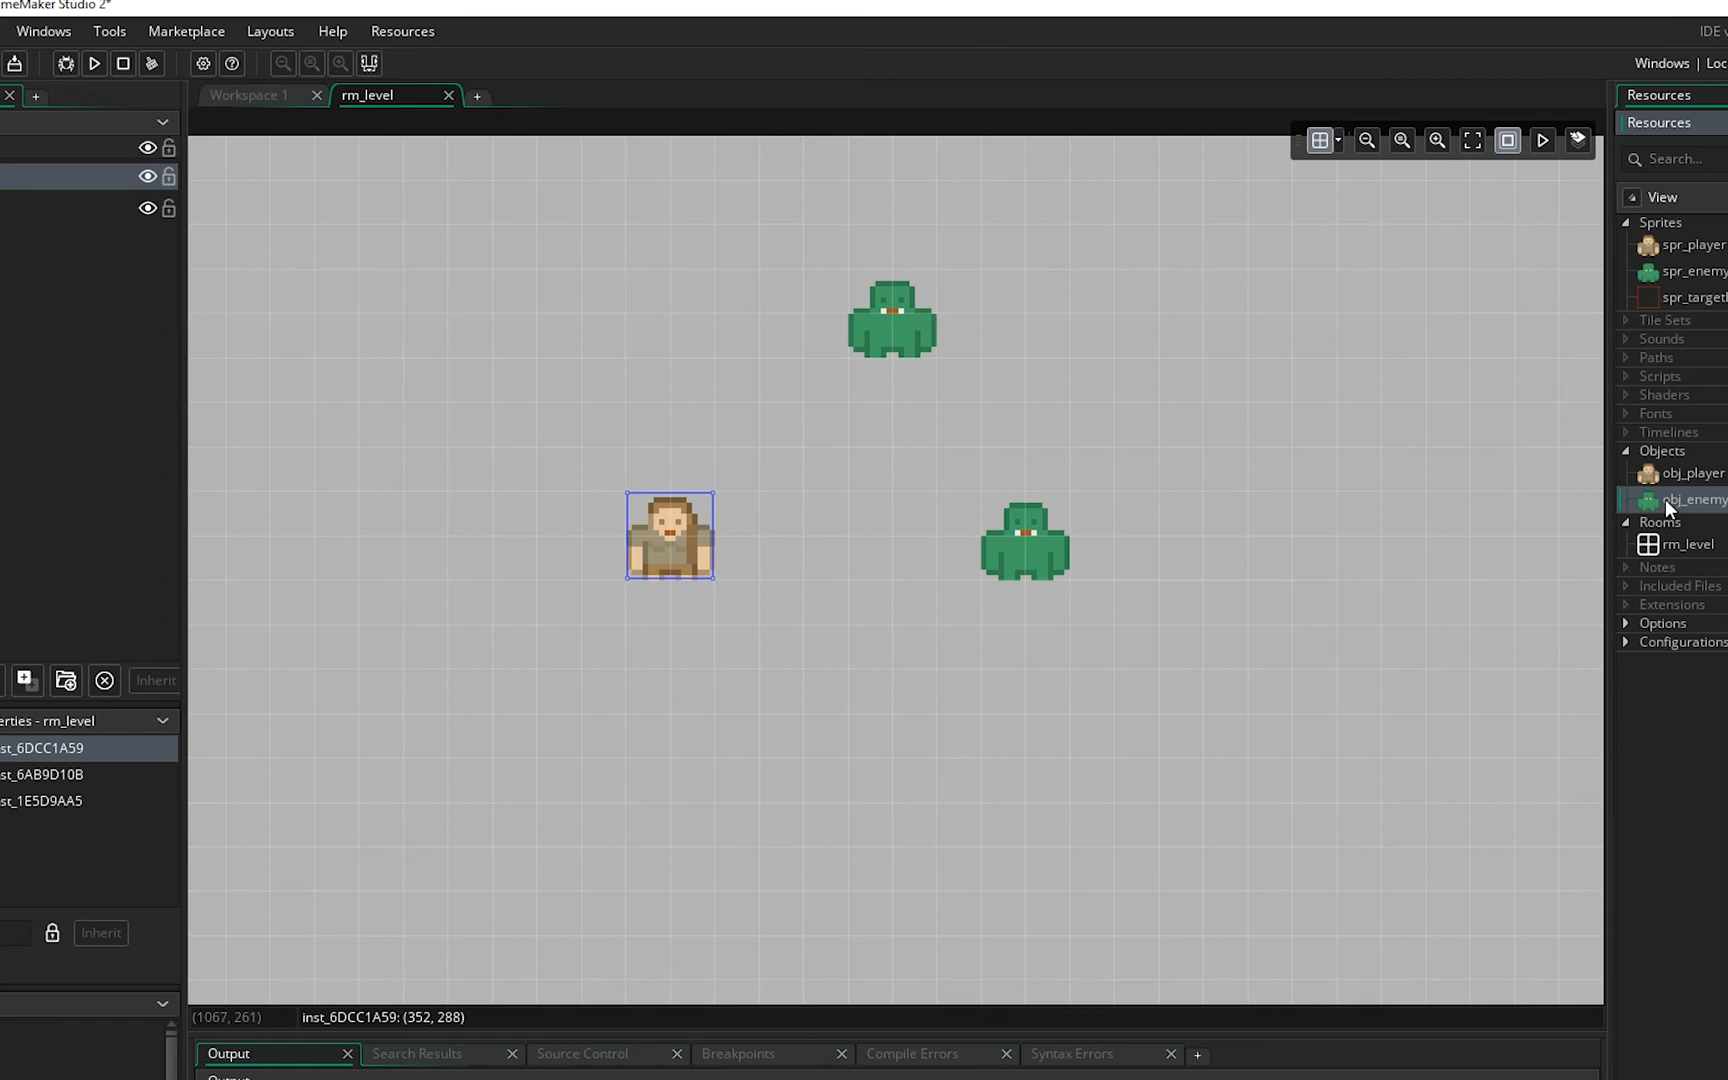 meMaker Studio 2*
Windows Tools Marketplace Layouts Help Resources
IDE v
Windows | Loc
Workspace 1 rm_level
Resources
Resources
Search...
View
Sprites
spr_player
spr_enemy
spr_targetl
Tile Sets
Sounds
Paths
Scripts
Shaders
Fonts
Timelines
Objects
obj_player
obj_enemy
Rooms
rm_level
Notes
Included Files
Extensions
Options
Configurations
Inherit
erties - rm_level
st_6DCC1A59
st_6AB9D10B
st_1E5D9AA5
Inherit
(1067, 261) inst_6DCC1A59: (352, 288)
Output Search Results Source Control Breakpoints Compile Errors Syntax Errors
Output